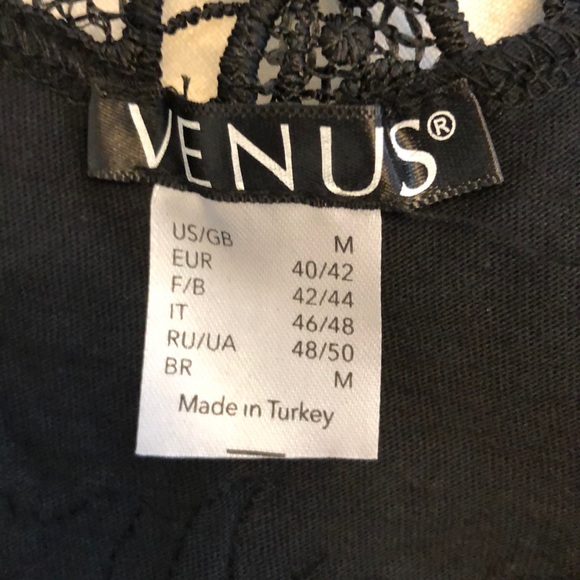 VENUS®
US/GB M
EUR 40/42
F/B 42/44
IT 46/48
RU/UA 48/50
BR M
Made in Turkey